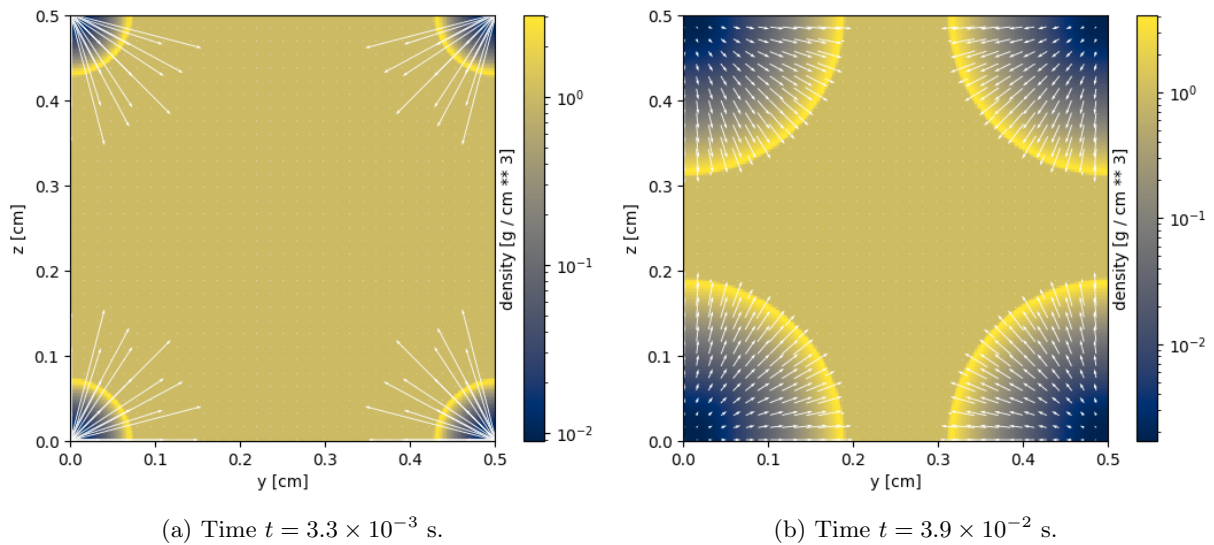 0.5
0.4
0.3
0.2
0.1
0.0
z [cm]
0.0 0.1 0.2 0.3 0.4 0.5
y [cm]
10⁰
10⁻¹
10⁻²
density [g / cm ** 3]
(a) Time t = 3.3 × 10⁻³ s.
0.5
0.4
0.3
0.2
0.1
0.0
z [cm]
0.0 0.1 0.2 0.3 0.4 0.5
y [cm]
10⁰
10⁻¹
10⁻²
density [g / cm ** 3]
(b) Time t = 3.9 × 10⁻² s.